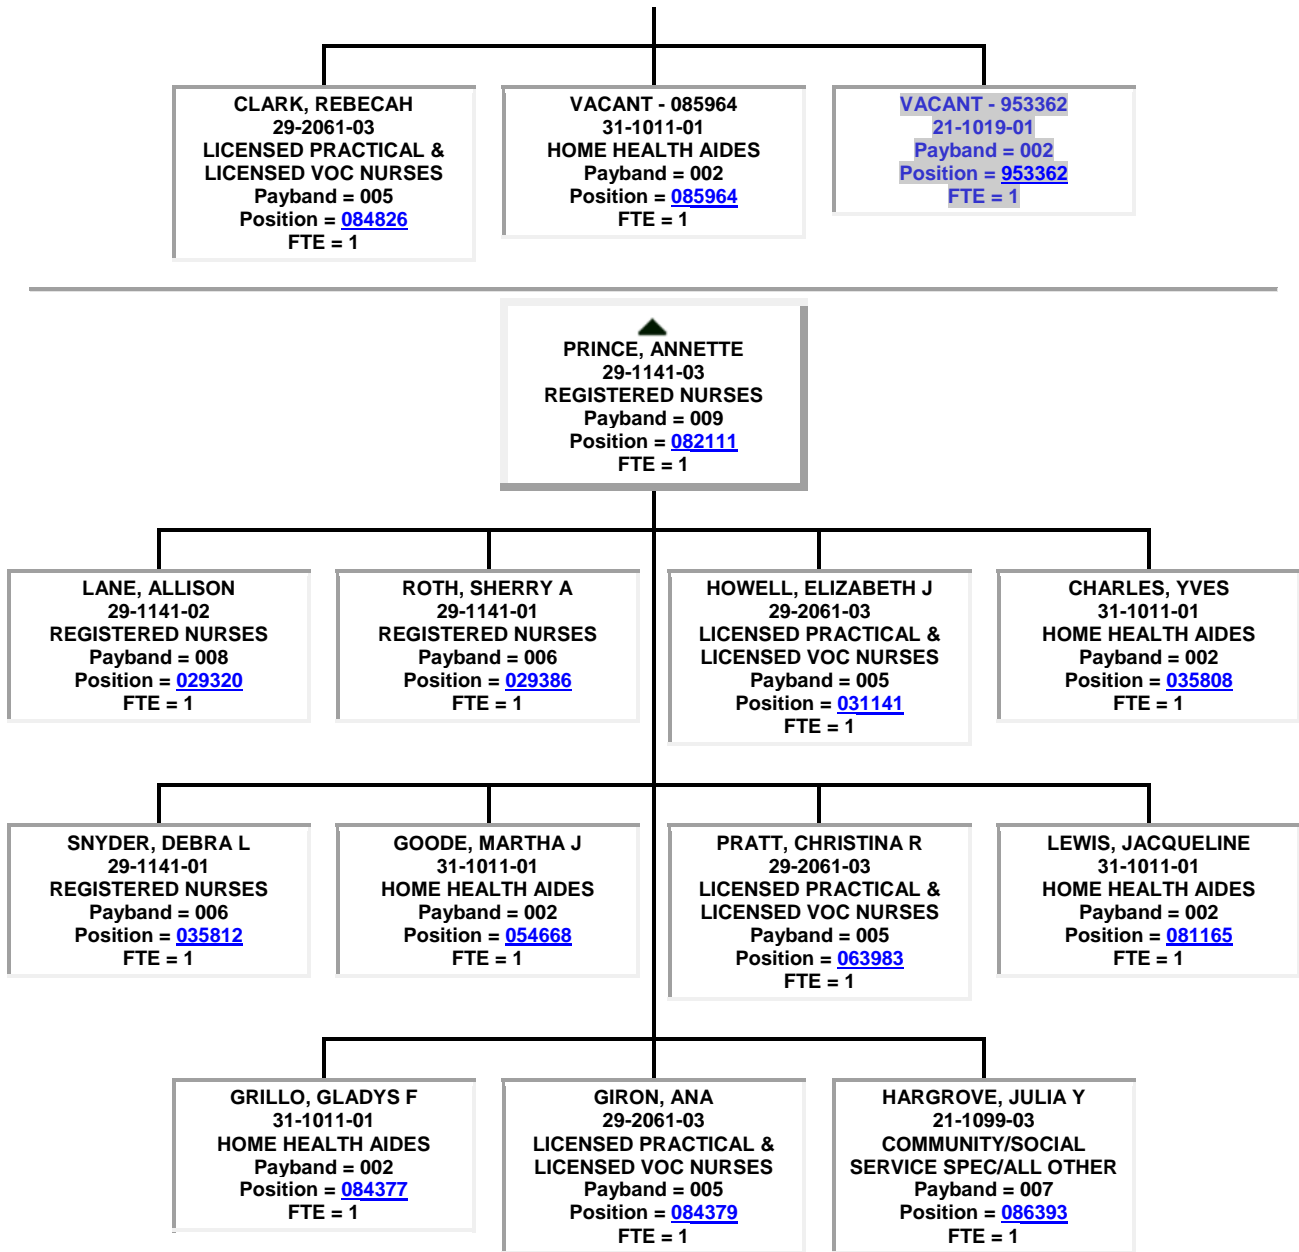 CLARK, REBECAH
29-2061-03
LICENSED PRACTICAL &
LICENSED VOC NURSES
Payband = 005
Position = 084826
FTE = 1
VACANT - 085964
31-1011-01
HOME HEALTH AIDES
Payband = 002
Position = 085964
FTE = 1
VACANT - 953362
21-1019-01
Payband = 002
Position = 953362
FTE = 1
PRINCE, ANNETTE
29-1141-03
REGISTERED NURSES
Payband = 009
Position = 082111
FTE = 1
LANE, ALLISON
29-1141-02
REGISTERED NURSES
Payband = 008
Position = 029320
FTE = 1
ROTH, SHERRY A
29-1141-01
REGISTERED NURSES
Payband = 006
Position = 029386
FTE = 1
HOWELL, ELIZABETH J
29-2061-03
LICENSED PRACTICAL &
LICENSED VOC NURSES
Payband = 005
Position = 031141
FTE = 1
CHARLES, YVES
31-1011-01
HOME HEALTH AIDES
Payband = 002
Position = 035808
FTE = 1
SNYDER, DEBRA L
29-1141-01
REGISTERED NURSES
Payband = 006
Position = 035812
FTE = 1
GOODE, MARTHA J
31-1011-01
HOME HEALTH AIDES
Payband = 002
Position = 054668
FTE = 1
PRATT, CHRISTINA R
29-2061-03
LICENSED PRACTICAL &
LICENSED VOC NURSES
Payband = 005
Position = 063983
FTE = 1
LEWIS, JACQUELINE
31-1011-01
HOME HEALTH AIDES
Payband = 002
Position = 081165
FTE = 1
GRILLO, GLADYS F
31-1011-01
HOME HEALTH AIDES
Payband = 002
Position = 084377
FTE = 1
GIRON, ANA
29-2061-03
LICENSED PRACTICAL &
LICENSED VOC NURSES
Payband = 005
Position = 084379
FTE = 1
HARGROVE, JULIA Y
21-1099-03
COMMUNITY/SOCIAL
SERVICE SPEC/ALL OTHER
Payband = 007
Position = 086393
FTE = 1